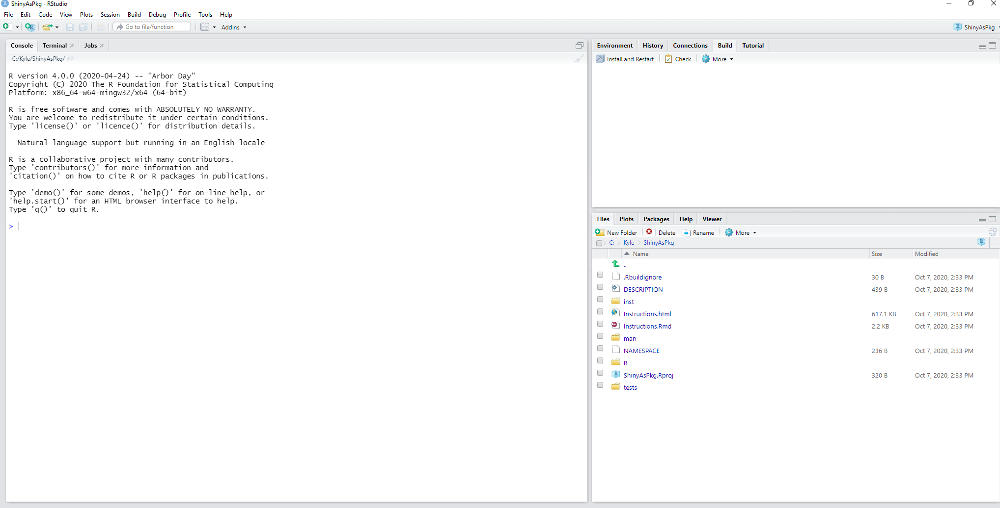 ShinyAsPkg - RStudio
File Edit Code View Plots Session Build Debug Profile Tools Help
Go to file/function Addins ShinyAsPkg
Console Terminal Jobs
C:/Kyle/ShinyAsPkg/
R version 4.0.0 (2020-04-24) -- "Arbor Day"
Copyright (C) 2020 The R Foundation for Statistical Computing
Platform: x86_64-w64-mingw32/x64 (64-bit)
R is free software and comes with ABSOLUTELY NO WARRANTY.
You are welcome to redistribute it under certain conditions.
Type 'license()' or 'licence()' for distribution details.
Natural language support but running in an English locale
R is a collaborative project with many contributors.
Type 'contributors()' for more information and
'citation()' on how to cite R or R packages in publications.
Type 'demo()' for some demos, 'help()' for on-line help, or
'help.start()' for an HTML browser interface to help.
Type 'q()' to quit R.
>
Environment History Connections Build Tutorial
Install and Restart Check More
Files Plots Packages Help Viewer
New Folder Delete Rename More
C: Kyle ShinyAsPkg ...
Name Size Modified
..
.Rbuildignore 30 B Oct 7, 2020, 2:33 PM
DESCRIPTION 439 B Oct 7, 2020, 2:33 PM
inst
Instructions.html 617.1 KB Oct 7, 2020, 2:33 PM
Instructions.Rmd 2.2 KB Oct 7, 2020, 2:33 PM
man
NAMESPACE 236 B Oct 7, 2020, 2:33 PM
R
ShinyAsPkg.Rproj 320 B Oct 7, 2020, 2:33 PM
tests